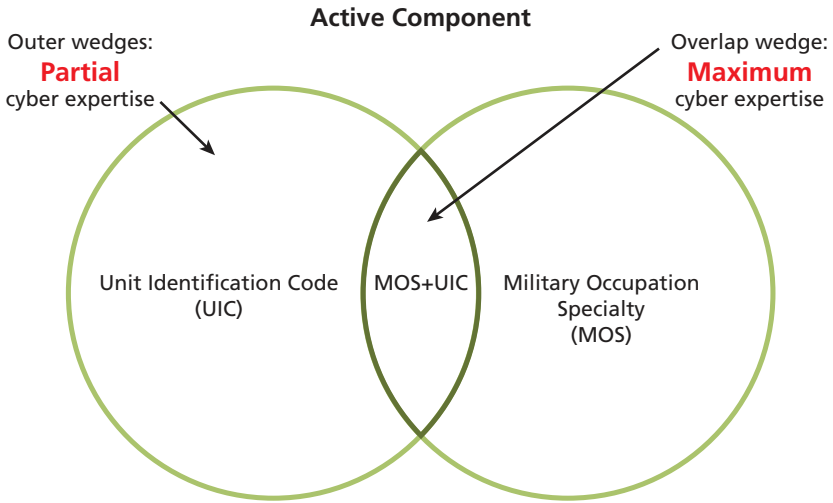 Active Component
Outer wedges:
Partial
cyber expertise
Overlap wedge:
Maximum
cyber expertise
Unit Identification Code
(UIC)
MOS+UIC
Military Occupation
Specialty
(MOS)